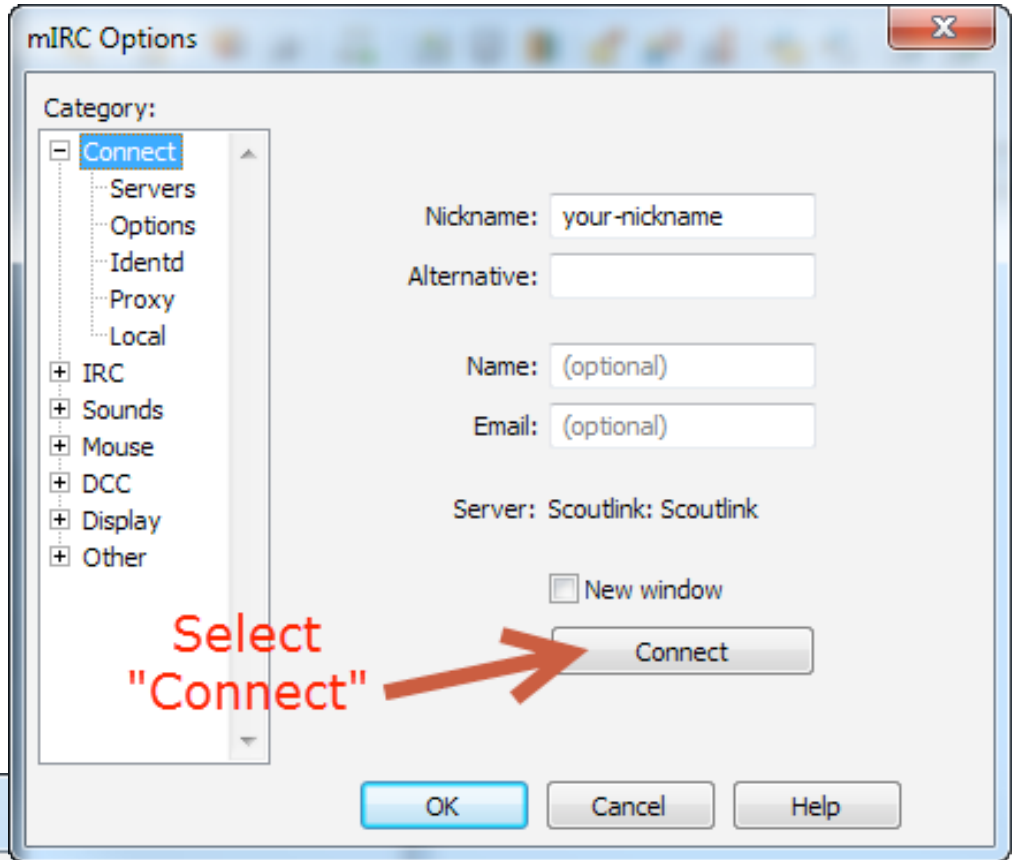 mIRC Options
Category:
Connect
Servers
Options
Identd
Proxy
Local
IRC
Sounds
Mouse
DCC
Display
Other
Nickname: your-nickname
Alternative:
Name: (optional)
Email: (optional)
Server: Scoutlink: Scoutlink
New window
Select
"Connect"
Connect
OK Cancel Help